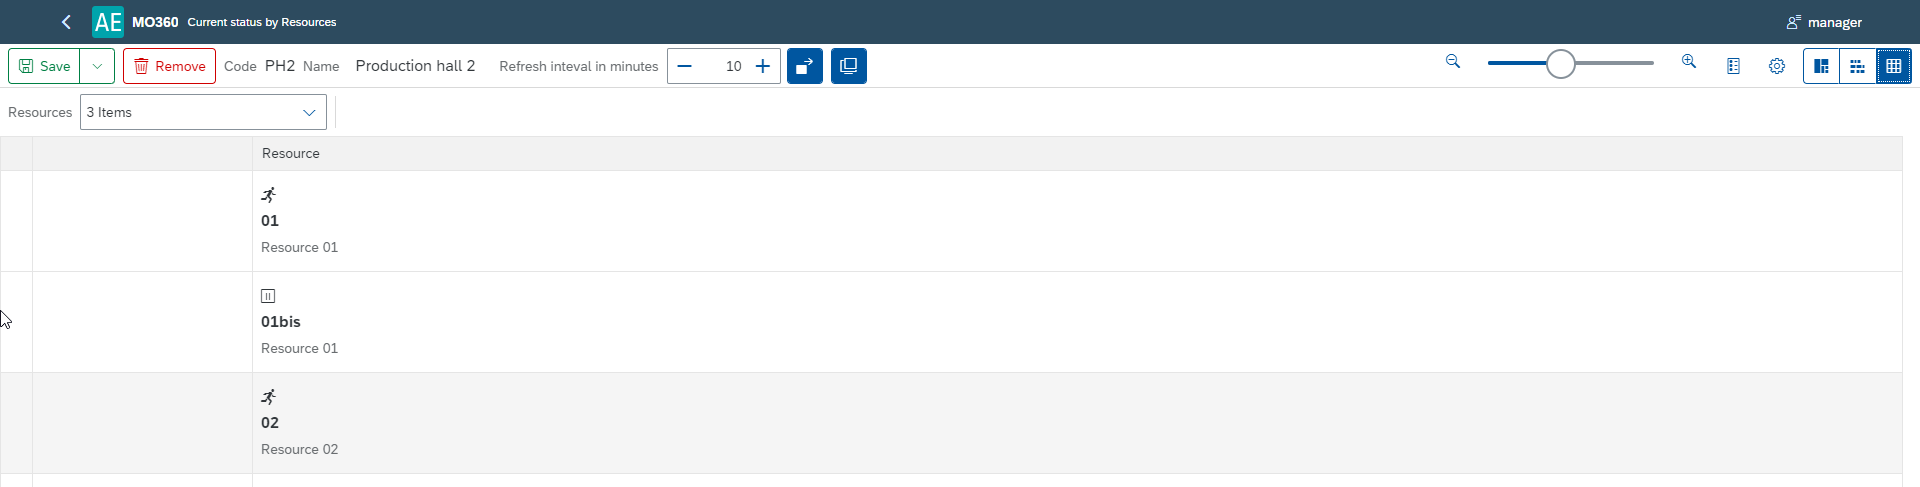 AE MO360 Current status by Resources manager
Save Remove Code PH2 Name Production hall 2 Refresh inteval in minutes 10
Resources 3 Items
Resource
01
Resource 01
01bis
Resource 01
02
Resource 02